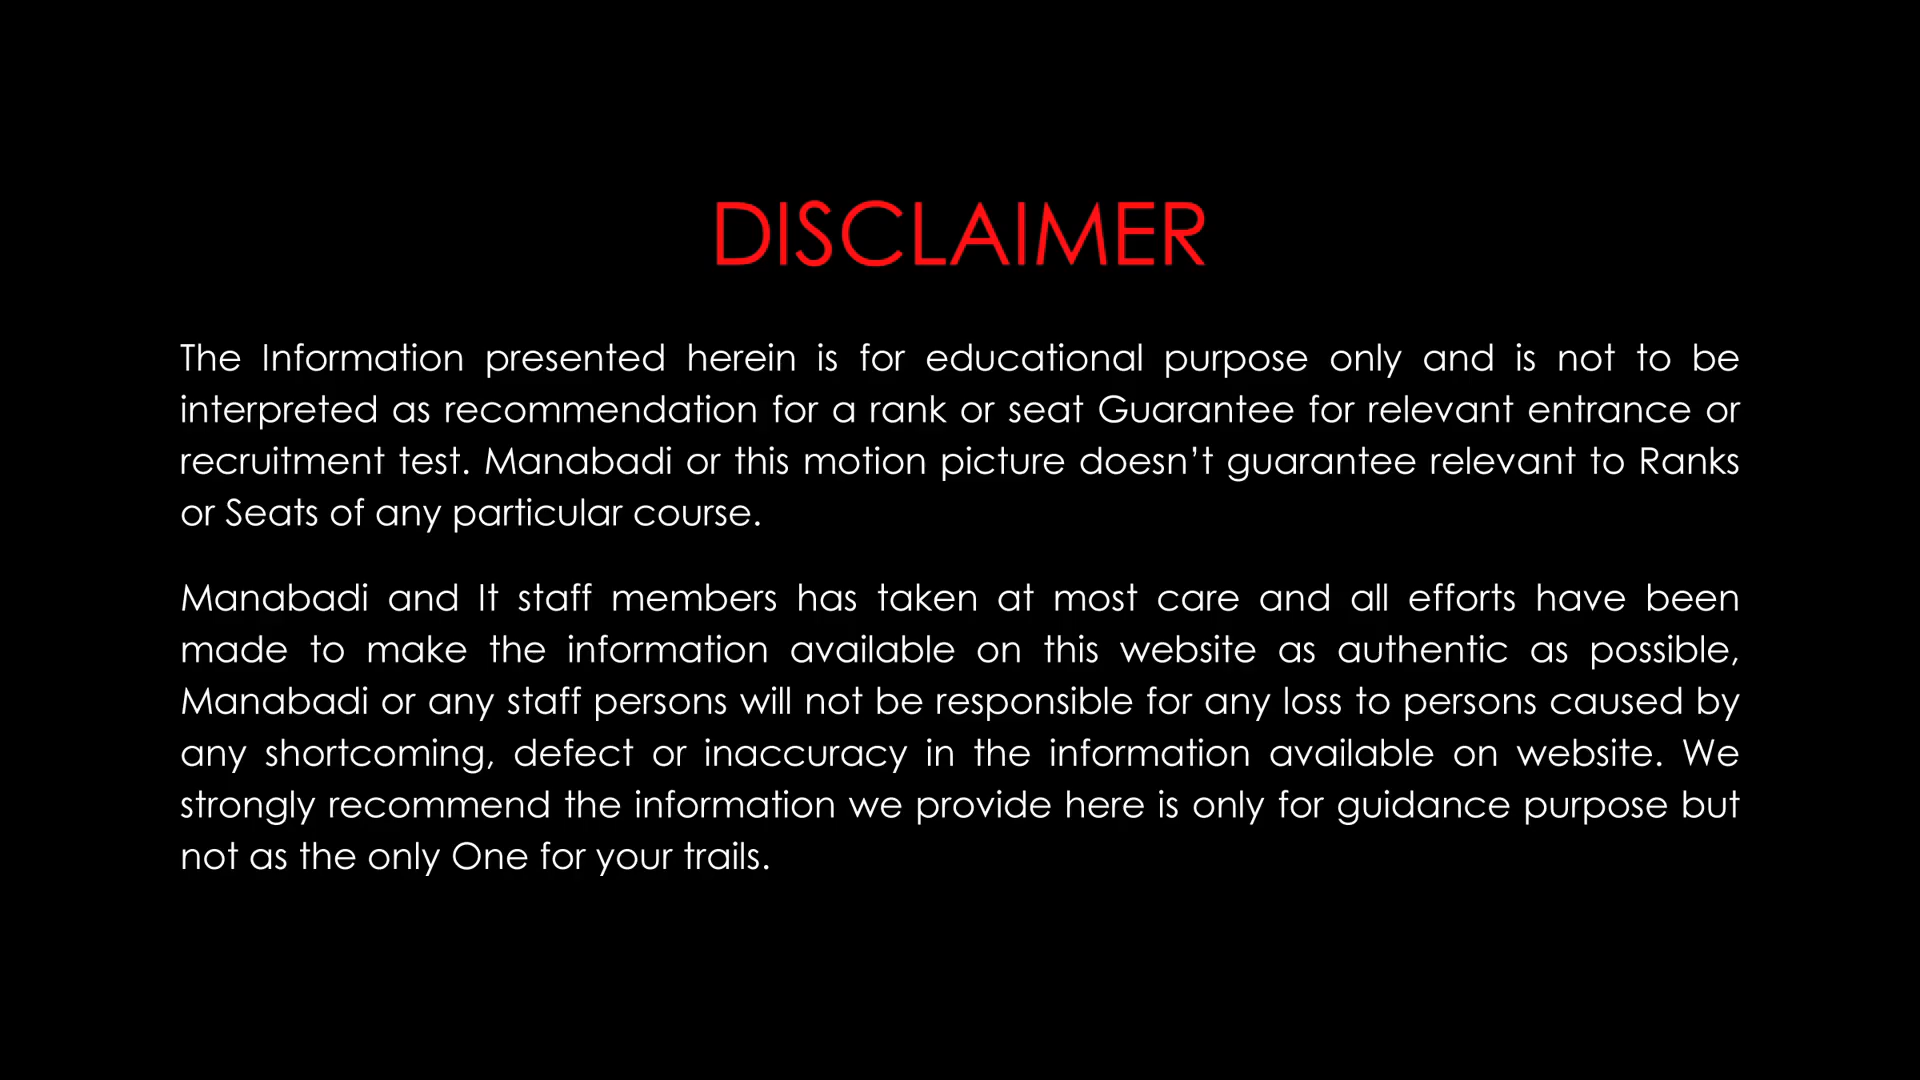 DISCLAIMER
The Information presented herein is for educational purpose only and is not to be
interpreted as recommendation for a rank or seat Guarantee for relevant entrance or
recruitment test. Manabadi or this motion picture doesn’t guarantee relevant to Ranks
or Seats of any particular course.
Manabadi and It staff members has taken at most care and all efforts have been
made to make the information available on this website as authentic as possible,
Manabadi or any staff persons will not be responsible for any loss to persons caused by
any shortcoming, defect or inaccuracy in the information available on website. We
strongly recommend the information we provide here is only for guidance purpose but
not as the only One for your trails.